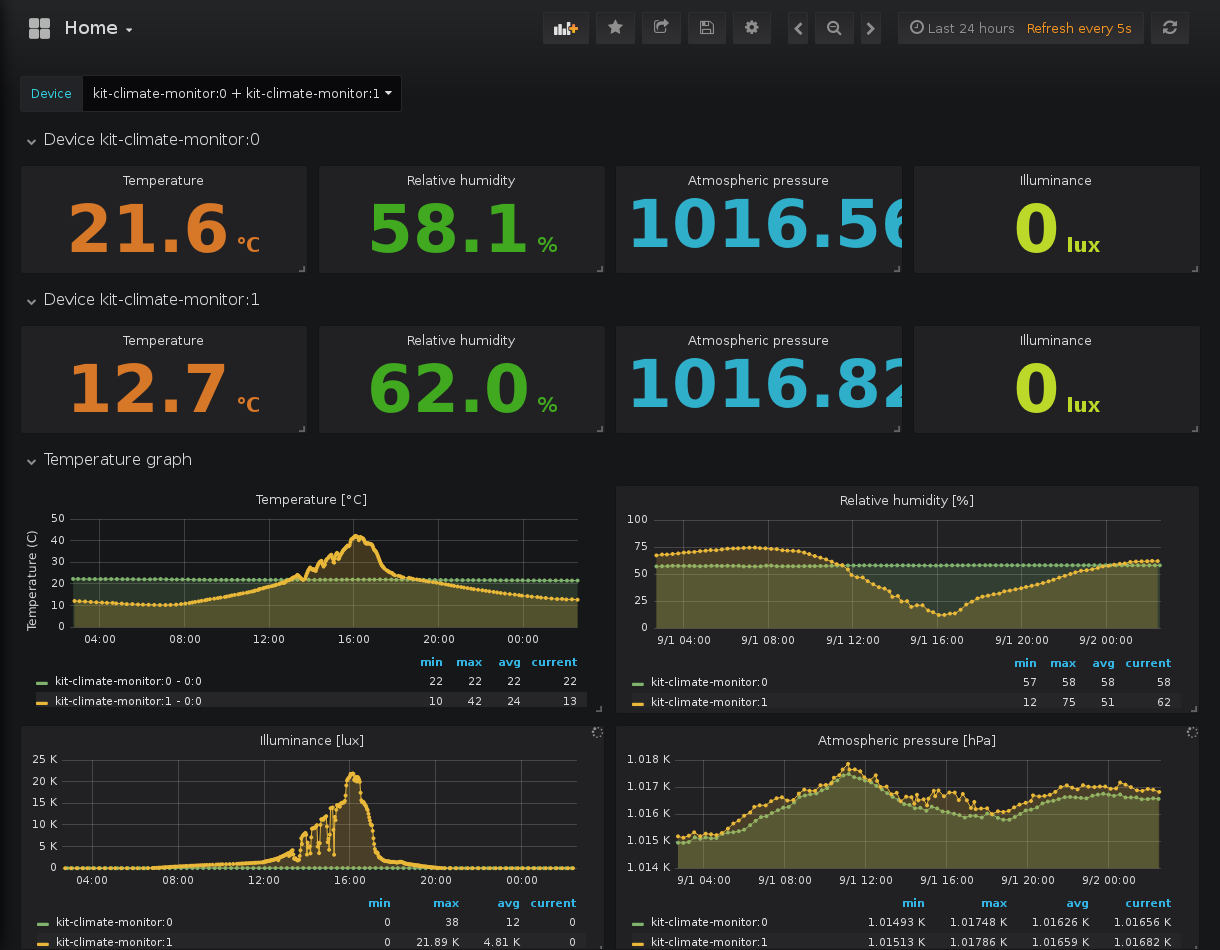 Home
Last 24 hours Refresh every 5s
Device kit-climate-monitor:0 + kit-climate-monitor:1
Device kit-climate-monitor:0
Temperature Relative humidity Atmospheric pressure Illuminance
21.6 °C 58.1 % 1016.56 0 lux
Device kit-climate-monitor:1
Temperature Relative humidity Atmospheric pressure Illuminance
12.7 °C 62.0 % 1016.82 0 lux
Temperature graph
Temperature [°C]
Temperature (C)
50
40
30
20
10
0
04:00 08:00 12:00 16:00 20:00 00:00
min max avg current
kit-climate-monitor:0 - 0:0 22 22 22 22
kit-climate-monitor:1 - 0:0 10 42 24 13
Relative humidity [%]
100
75
50
25
0
9/1 04:00 9/1 08:00 9/1 12:00 9/1 16:00 9/1 20:00 9/2 00:00
min max avg current
kit-climate-monitor:0 57 58 58 58
kit-climate-monitor:1 12 75 51 62
Illuminance [lux]
25 K
20 K
15 K
10 K
5 K
0
04:00 08:00 12:00 16:00 20:00 00:00
min max avg current
kit-climate-monitor:0 0 38 12 0
kit-climate-monitor:1 0 21.89 K 4.81 K 0
Atmospheric pressure [hPa]
1.018 K
1.017 K
1.016 K
1.015 K
1.014 K
9/1 04:00 9/1 08:00 9/1 12:00 9/1 16:00 9/1 20:00 9/2 00:00
min max avg current
kit-climate-monitor:0 1.01493 K 1.01748 K 1.01626 K 1.01656 K
kit-climate-monitor:1 1.01513 K 1.01786 K 1.01659 K 1.01682 K